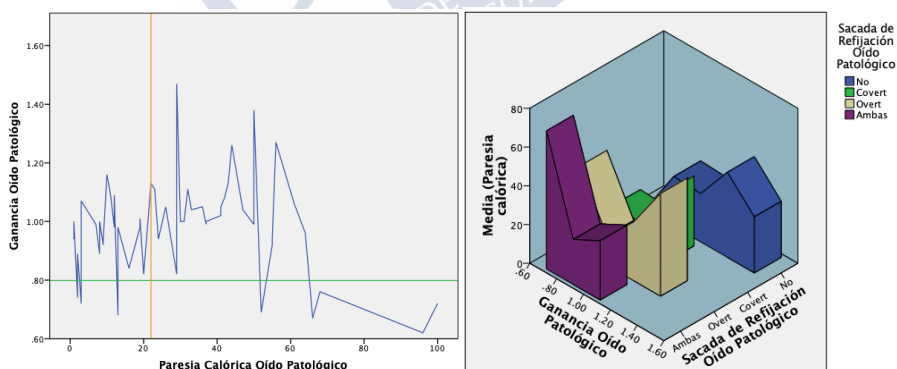 1.60
1.40
1.20
1.00
.80
.60
0
20
40
60
80
100
Ganancia Oído Patológico
Paresia Calórica Oído Patológico
80
60
40
20
0
Media (Paresia
calórica)
.60
.80
1.00
1.20
1.40
1.60
Ganancia Oído
Patológico
Ambas
Overt
Covert
No
Sacada de Refijación
Oído Patológico
Sacada de
Refijación
Oído
Patológico
No
Covert
Overt
Ambas